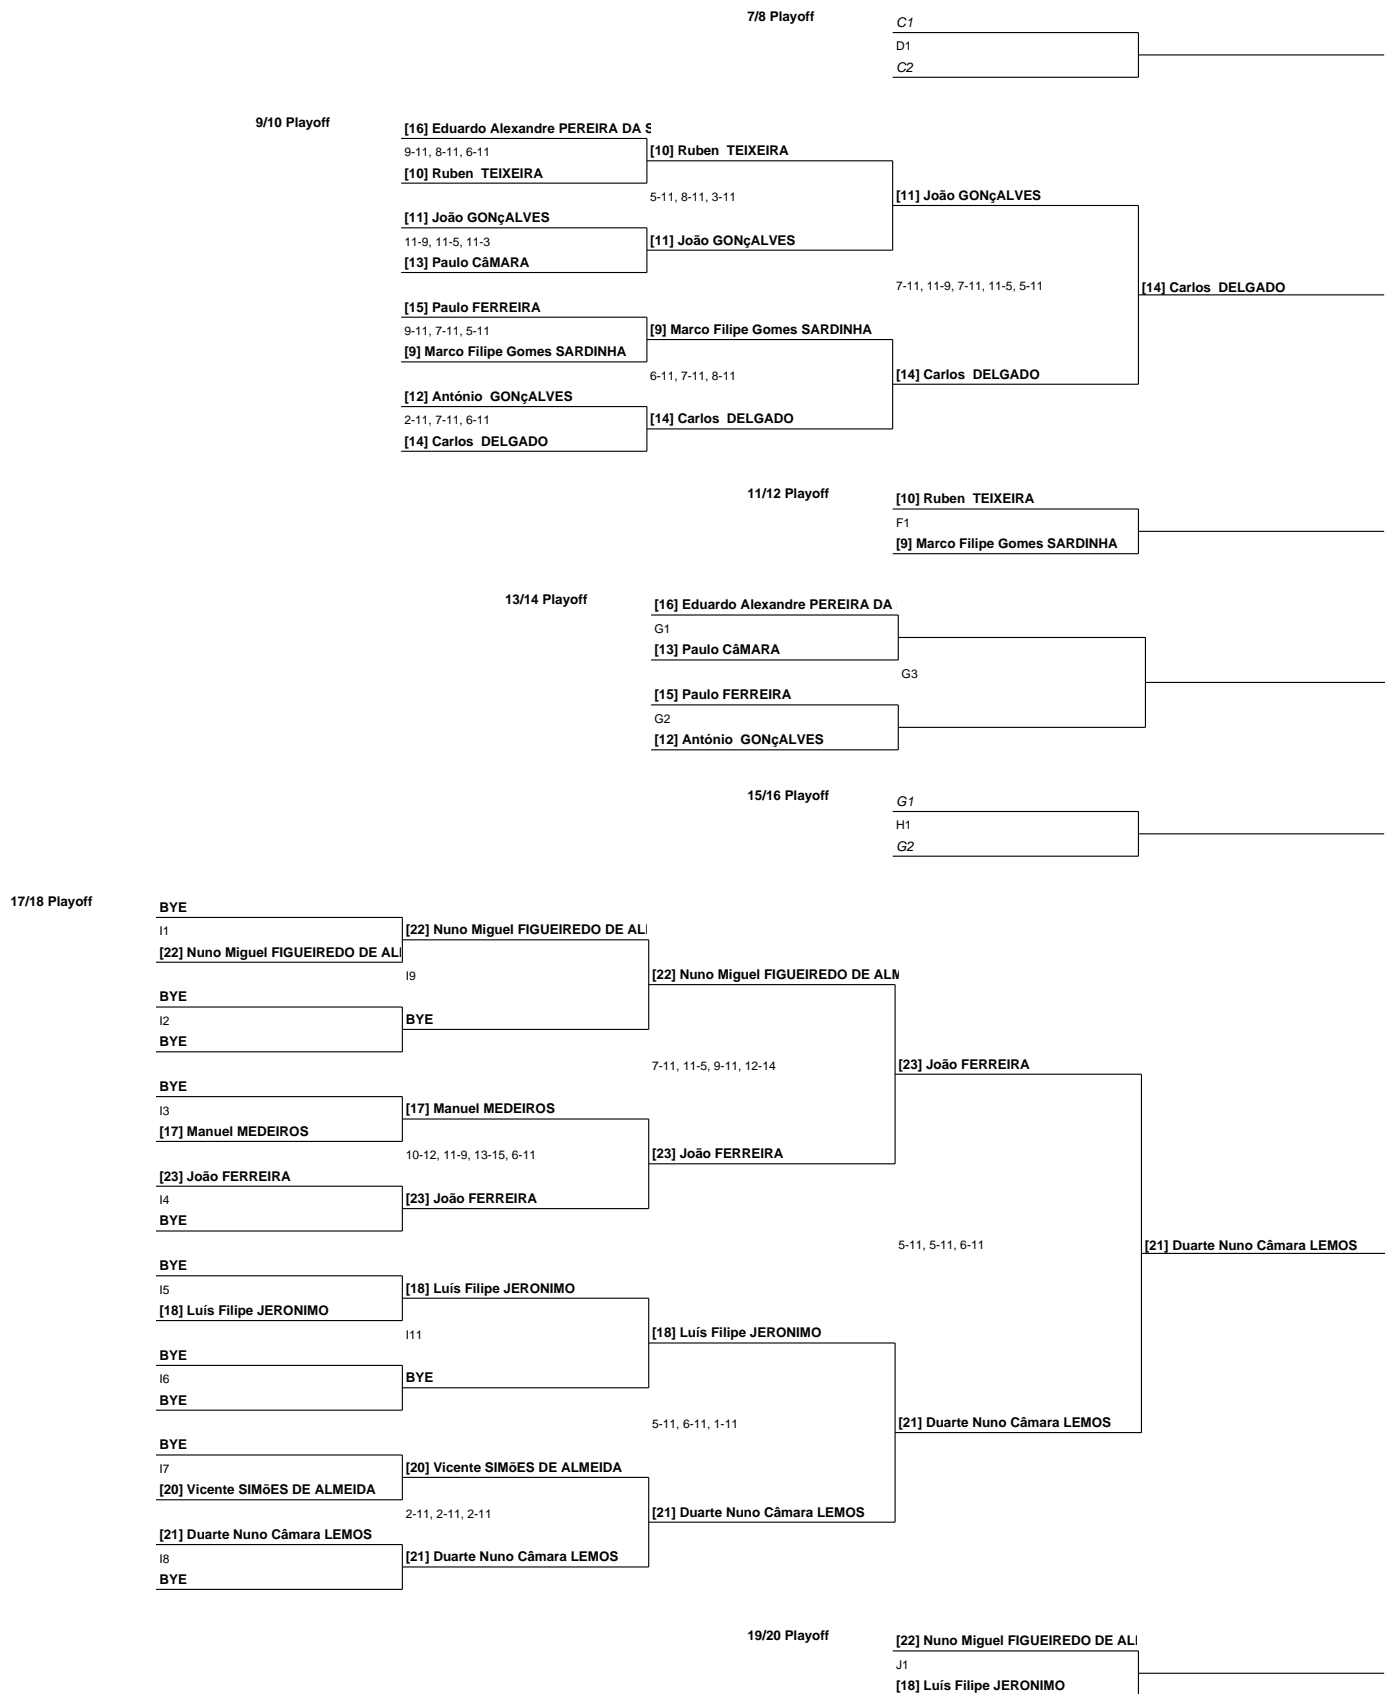 7/8 Playoff
C1
D1
C2
9/10 Playoff
[16] Eduardo Alexandre PEREIRA DA S
9-11, 8-11, 6-11
[10] Ruben  TEIXEIRA
[10] Ruben  TEIXEIRA
5-11, 8-11, 3-11
[11] João GONçALVES
[11] João GONçALVES
11-9, 11-5, 11-3
[11] João GONçALVES
[13] Paulo CâMARA
7-11, 11-9, 7-11, 11-5, 5-11
[14] Carlos  DELGADO
[15] Paulo FERREIRA
9-11, 7-11, 5-11
[9] Marco Filipe Gomes SARDINHA
[9] Marco Filipe Gomes SARDINHA
6-11, 7-11, 8-11
[14] Carlos  DELGADO
[12] António  GONçALVES
2-11, 7-11, 6-11
[14] Carlos  DELGADO
[14] Carlos  DELGADO
11/12 Playoff
[10] Ruben  TEIXEIRA
F1
[9] Marco Filipe Gomes SARDINHA
13/14 Playoff
[16] Eduardo Alexandre PEREIRA DA
G1
[13] Paulo CâMARA
G3
[15] Paulo FERREIRA
G2
[12] António  GONçALVES
15/16 Playoff
G1
H1
G2
17/18 Playoff
BYE
I1
[22] Nuno Miguel FIGUEIREDO DE AL
[22] Nuno Miguel FIGUEIREDO DE AL
I9
[22] Nuno Miguel FIGUEIREDO DE ALM
BYE
I2
BYE
BYE
7-11, 11-5, 9-11, 12-14
[23] João FERREIRA
BYE
I3
[17] Manuel MEDEIROS
[17] Manuel MEDEIROS
10-12, 11-9, 13-15, 6-11
[23] João FERREIRA
[23] João FERREIRA
I4
[23] João FERREIRA
BYE
5-11, 5-11, 6-11
[21] Duarte Nuno Câmara LEMOS
BYE
I5
[18] Luís Filipe JERONIMO
[18] Luís Filipe JERONIMO
I11
[18] Luís Filipe JERONIMO
BYE
I6
BYE
BYE
5-11, 6-11, 1-11
[21] Duarte Nuno Câmara LEMOS
BYE
I7
[20] Vicente SIMõES DE ALMEIDA
[20] Vicente SIMõES DE ALMEIDA
2-11, 2-11, 2-11
[21] Duarte Nuno Câmara LEMOS
[21] Duarte Nuno Câmara LEMOS
I8
[21] Duarte Nuno Câmara LEMOS
BYE
19/20 Playoff
[22] Nuno Miguel FIGUEIREDO DE AL
J1
[18] Luís Filipe JERONIMO